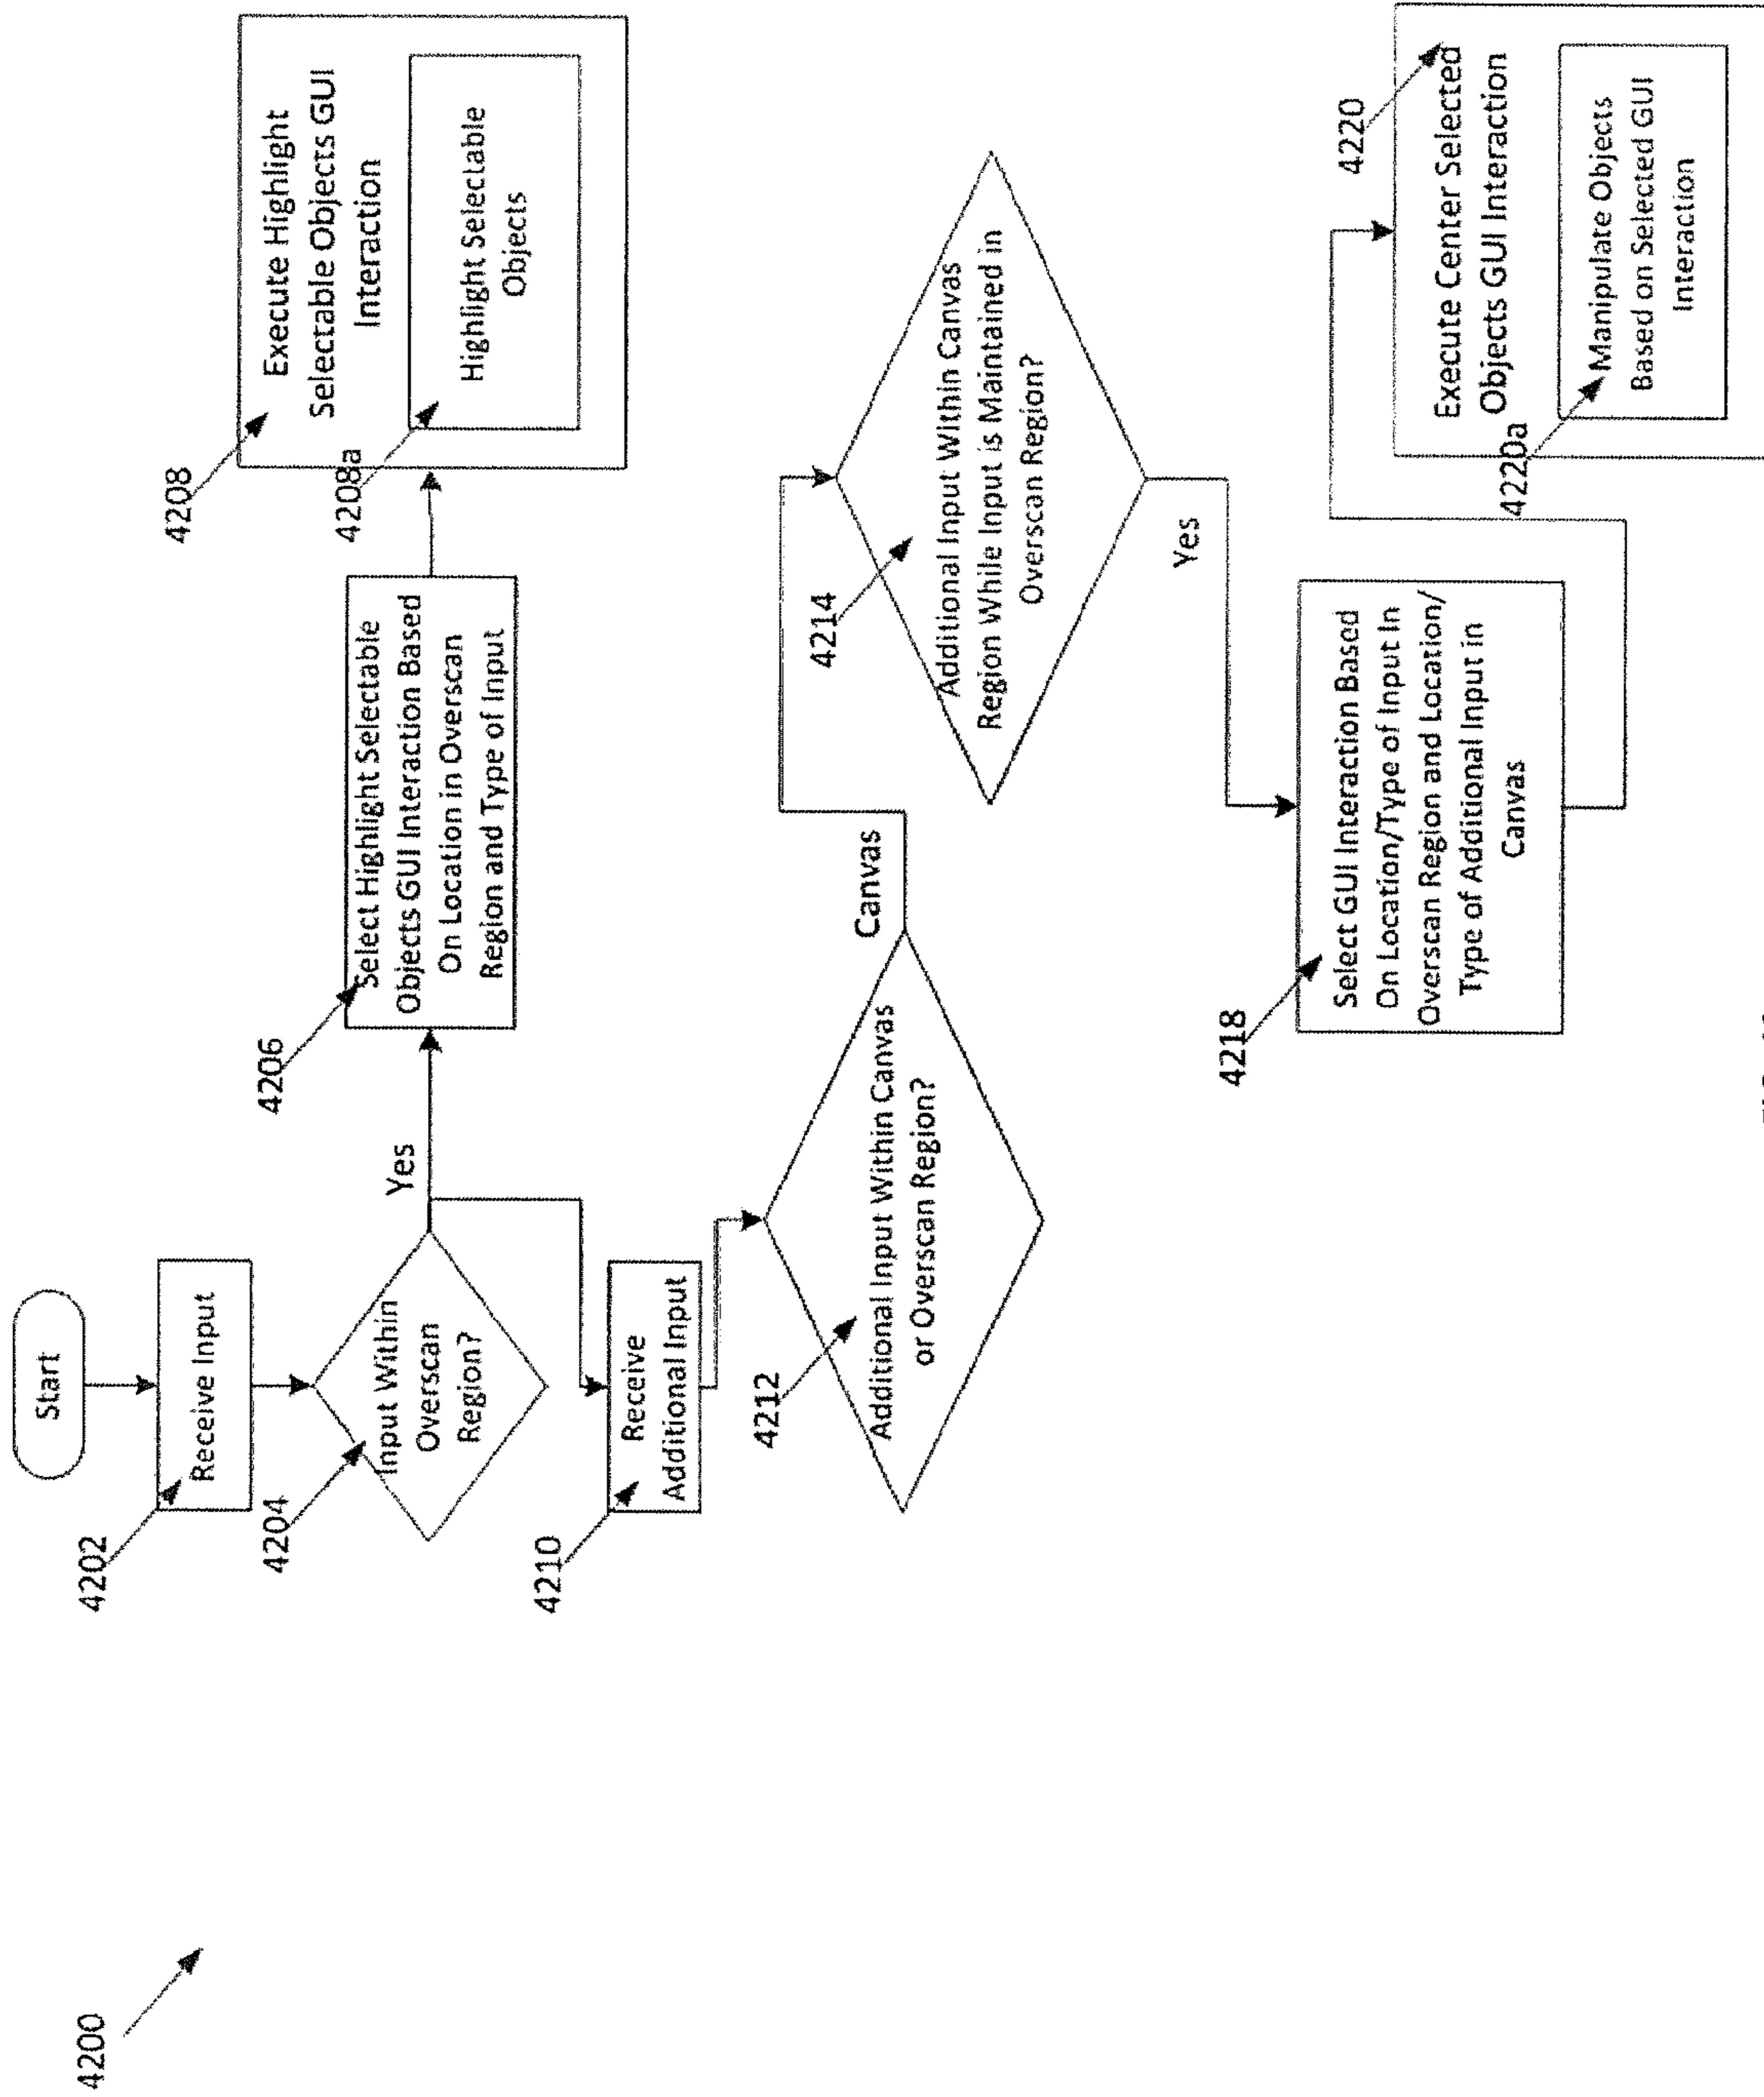 4200
Start
4202
Receive Input
4204
Input Within
Overscan
Region?
Yes
4206
Select Highlight Selectable
Objects GUI Interaction Based
On Location in Overscan
Region and Type of Input
4208
Execute Highlight
Selectable Objects GUI
Interaction
4208a
Highlight Selectable
Objects
4210
Receive
Additional Input
4212
Additional Input Within Canvas
or Overscan Region?
Canvas
4214
Additional Input Within Canvas
Region While Input is Maintained in
Overscan Region?
Yes
4218
Select GUI Interaction Based
On Location/Type of Input In
Overscan Region and Location/
Type of Additional Input in
Canvas
4220
Execute Center Selected
Objects GUI Interaction
4220a
Manipulate Objects
Based on Selected GUI
Interaction